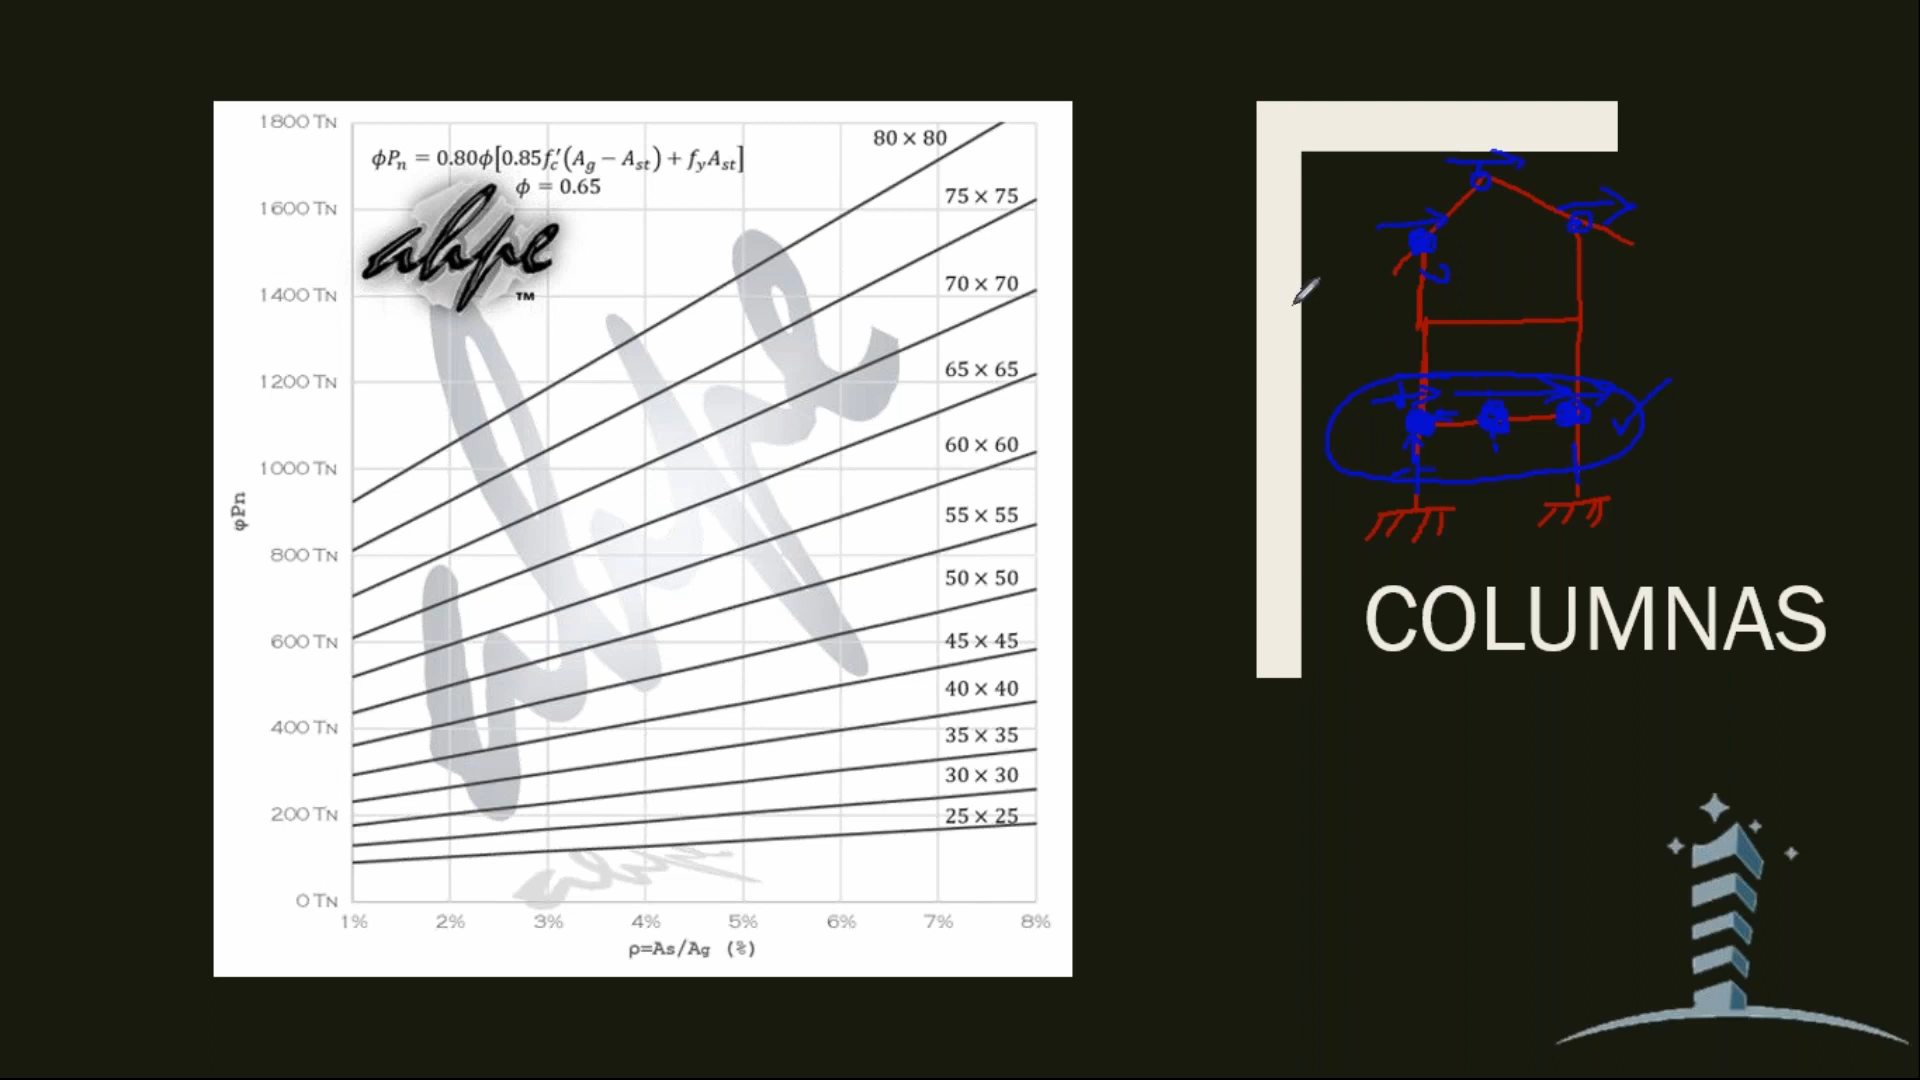 1800 TN
1600 TN
1400 TN
1200 TN
1000 TN
800 TN
600 TN
400 TN
200 TN
0 TN
φPn
ϕPₙ = 0.80ϕ[0.85f′c(Ag − Ast) + fyAst]
ϕ = 0.65
ahpe
™
80 × 80
75 × 75
70 × 70
65 × 65
60 × 60
55 × 55
50 × 50
45 × 45
40 × 40
35 × 35
30 × 30
25 × 25
1% 2% 3% 4% 5% 6% 7% 8%
ρ=As/Ag (%)
COLUMNAS